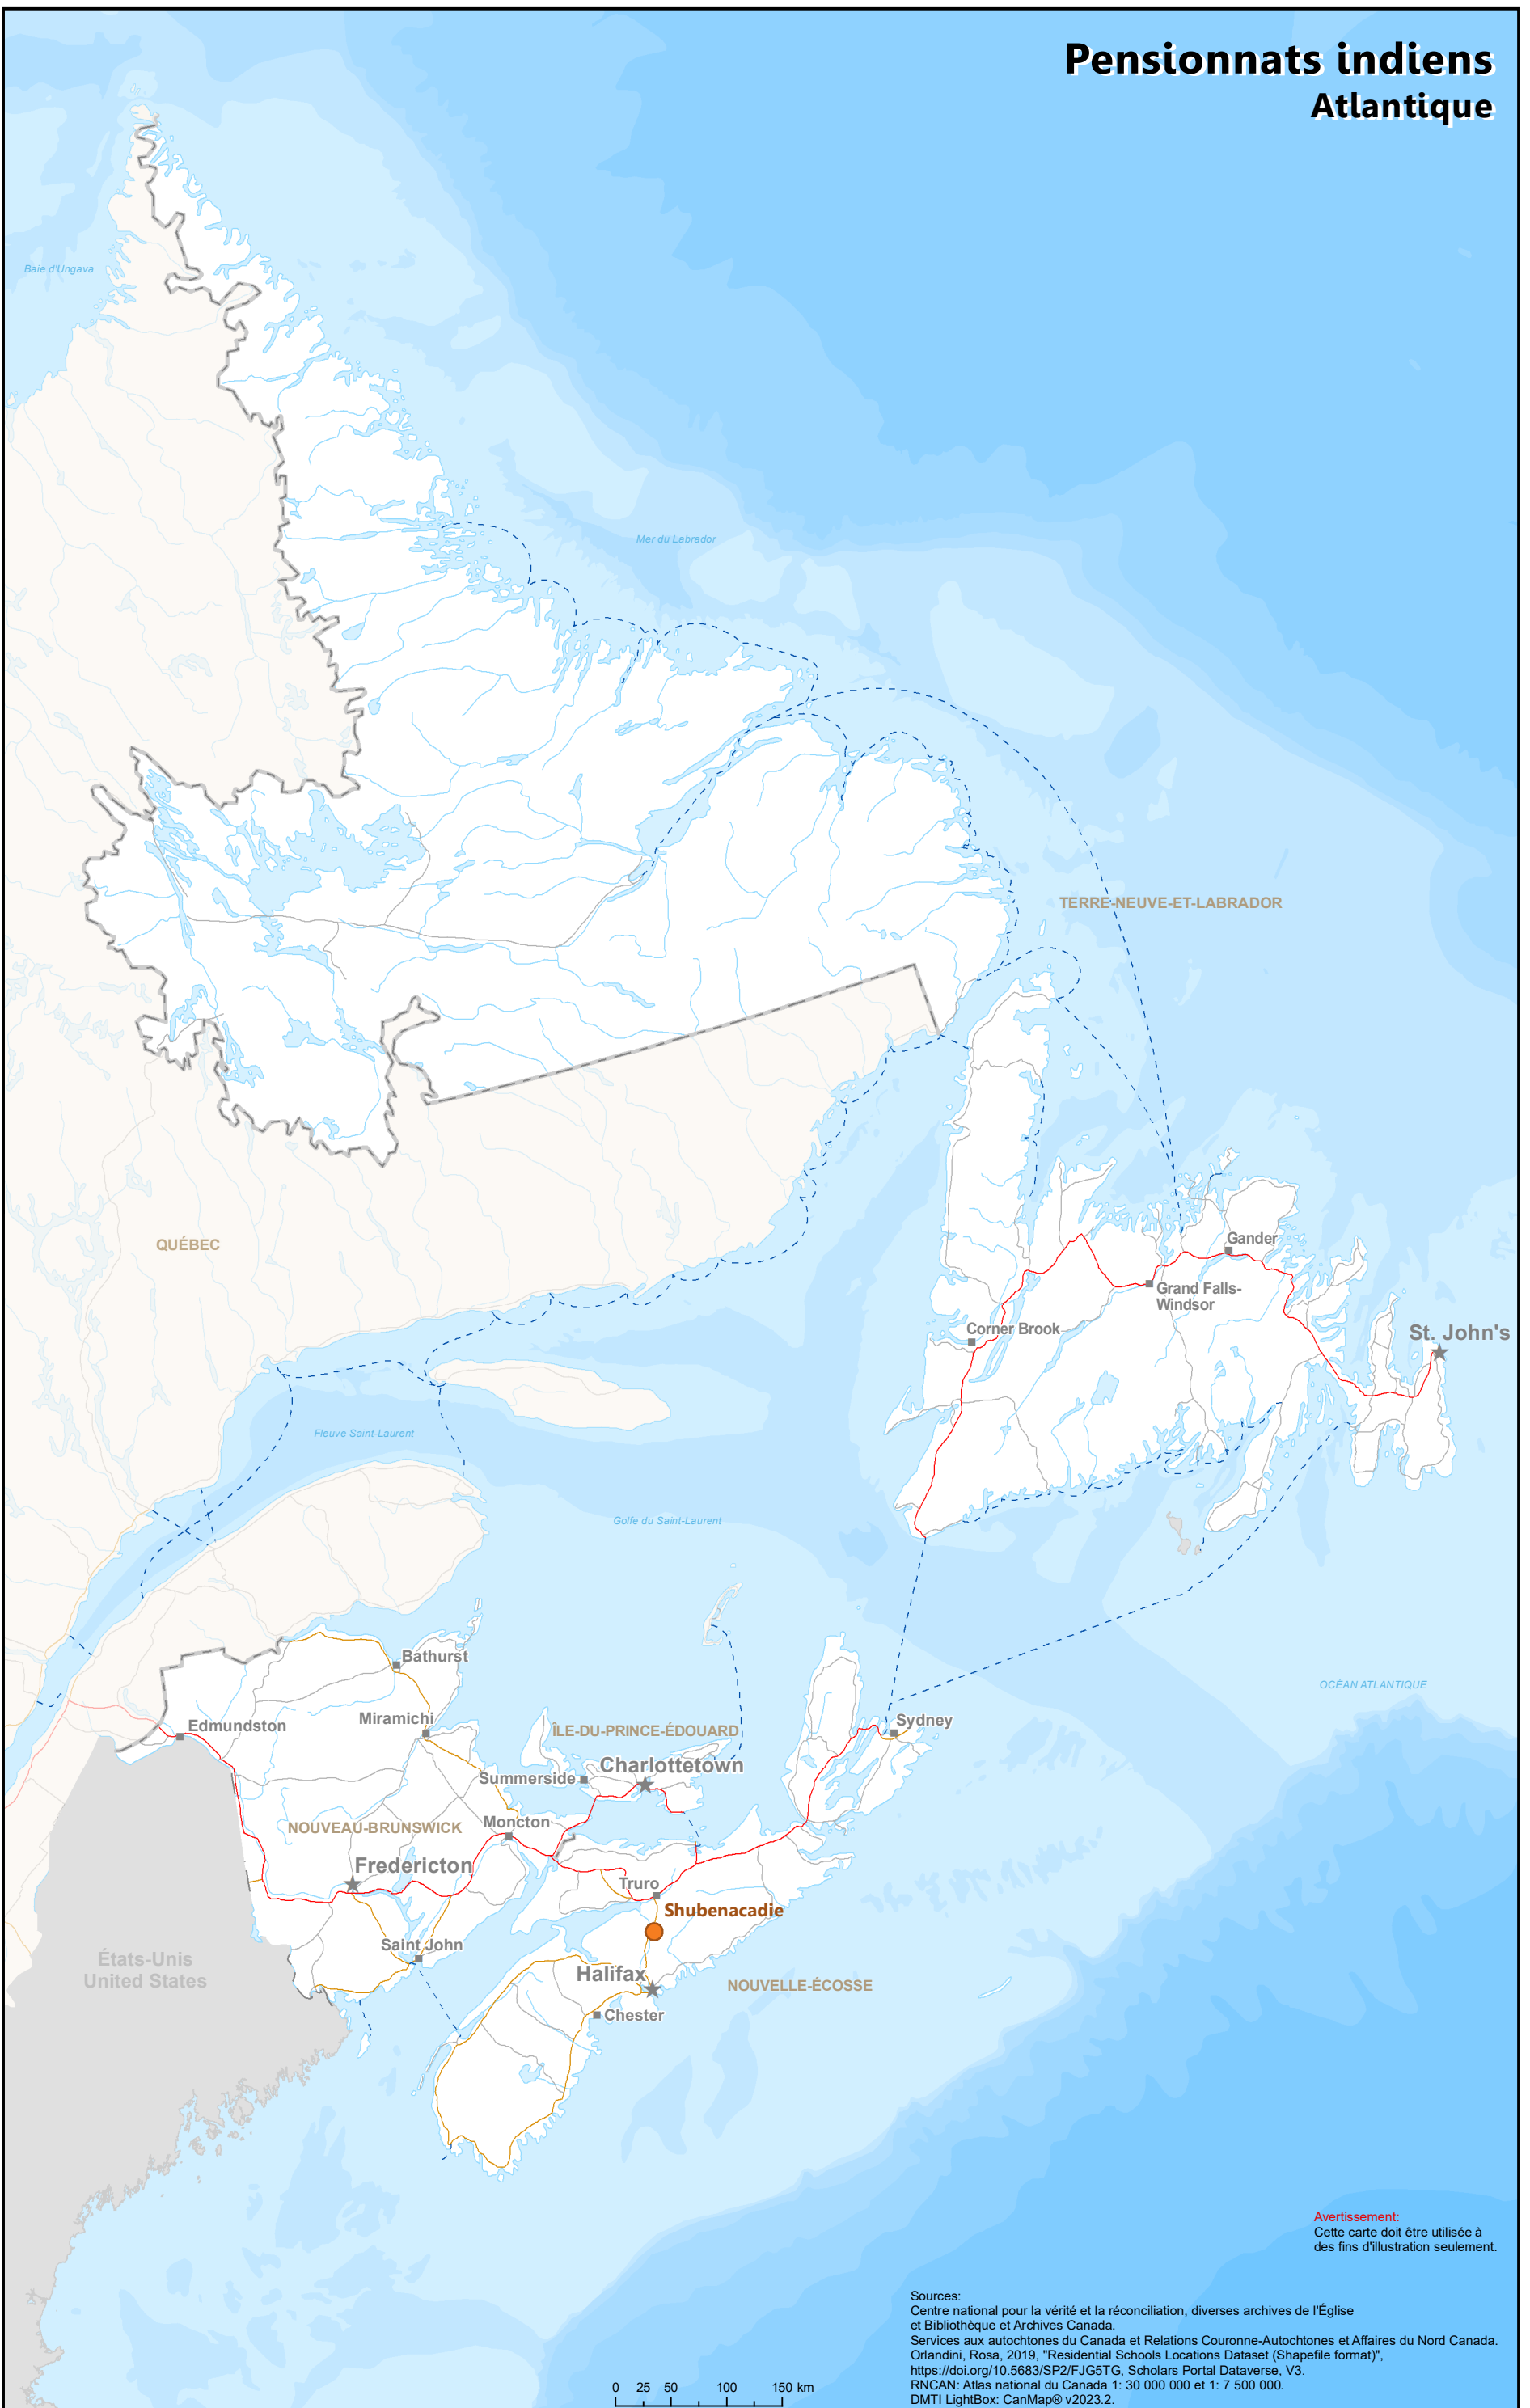 Pensionnats indiens
Atlantique
Baie d'Ungava
Mer du Labrador
TERRE-NEUVE-ET-LABRADOR
QUÉBEC
Gander
Grand Falls-
Windsor
Corner Brook
St. John's
Fleuve Saint-Laurent
Golfe du Saint-Laurent
Bathurst
OCÉAN ATLANTIQUE
Edmundston
Miramichi
ÎLE-DU-PRINCE-ÉDOUARD
Sydney
Charlottetown
Summerside
NOUVEAU-BRUNSWICK
Moncton
Fredericton
Truro
Shubenacadie
Saint John
États-Unis
United States
Halifax
NOUVELLE-ÉCOSSE
Chester
Avertissement:
Cette carte doit être utilisée à
des fins d'illustration seulement.
Sources:
Centre national pour la vérité et la réconciliation, diverses archives de l'Église
et Bibliothèque et Archives Canada.
Services aux autochtones du Canada et Relations Couronne-Autochtones et Affaires du Nord Canada.
Orlandini, Rosa, 2019, "Residential Schools Locations Dataset (Shapefile format)",
https://doi.org/10.5683/SP2/FJG5TG, Scholars Portal Dataverse, V3.
RNCAN: Atlas national du Canada 1: 30 000 000 et 1: 7 500 000.
DMTI LightBox: CanMap® v2023.2.
0 25 50 100 150 km